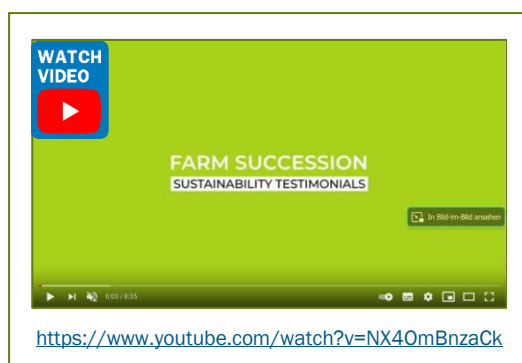 WATCH
VIDEO
FARM SUCCESSION
SUSTAINABILITY TESTIMONIALS
In Bild-im-Bild ansehen
0:03 / 8:35
https://www.youtube.com/watch?v=NX4OmBnzaCk